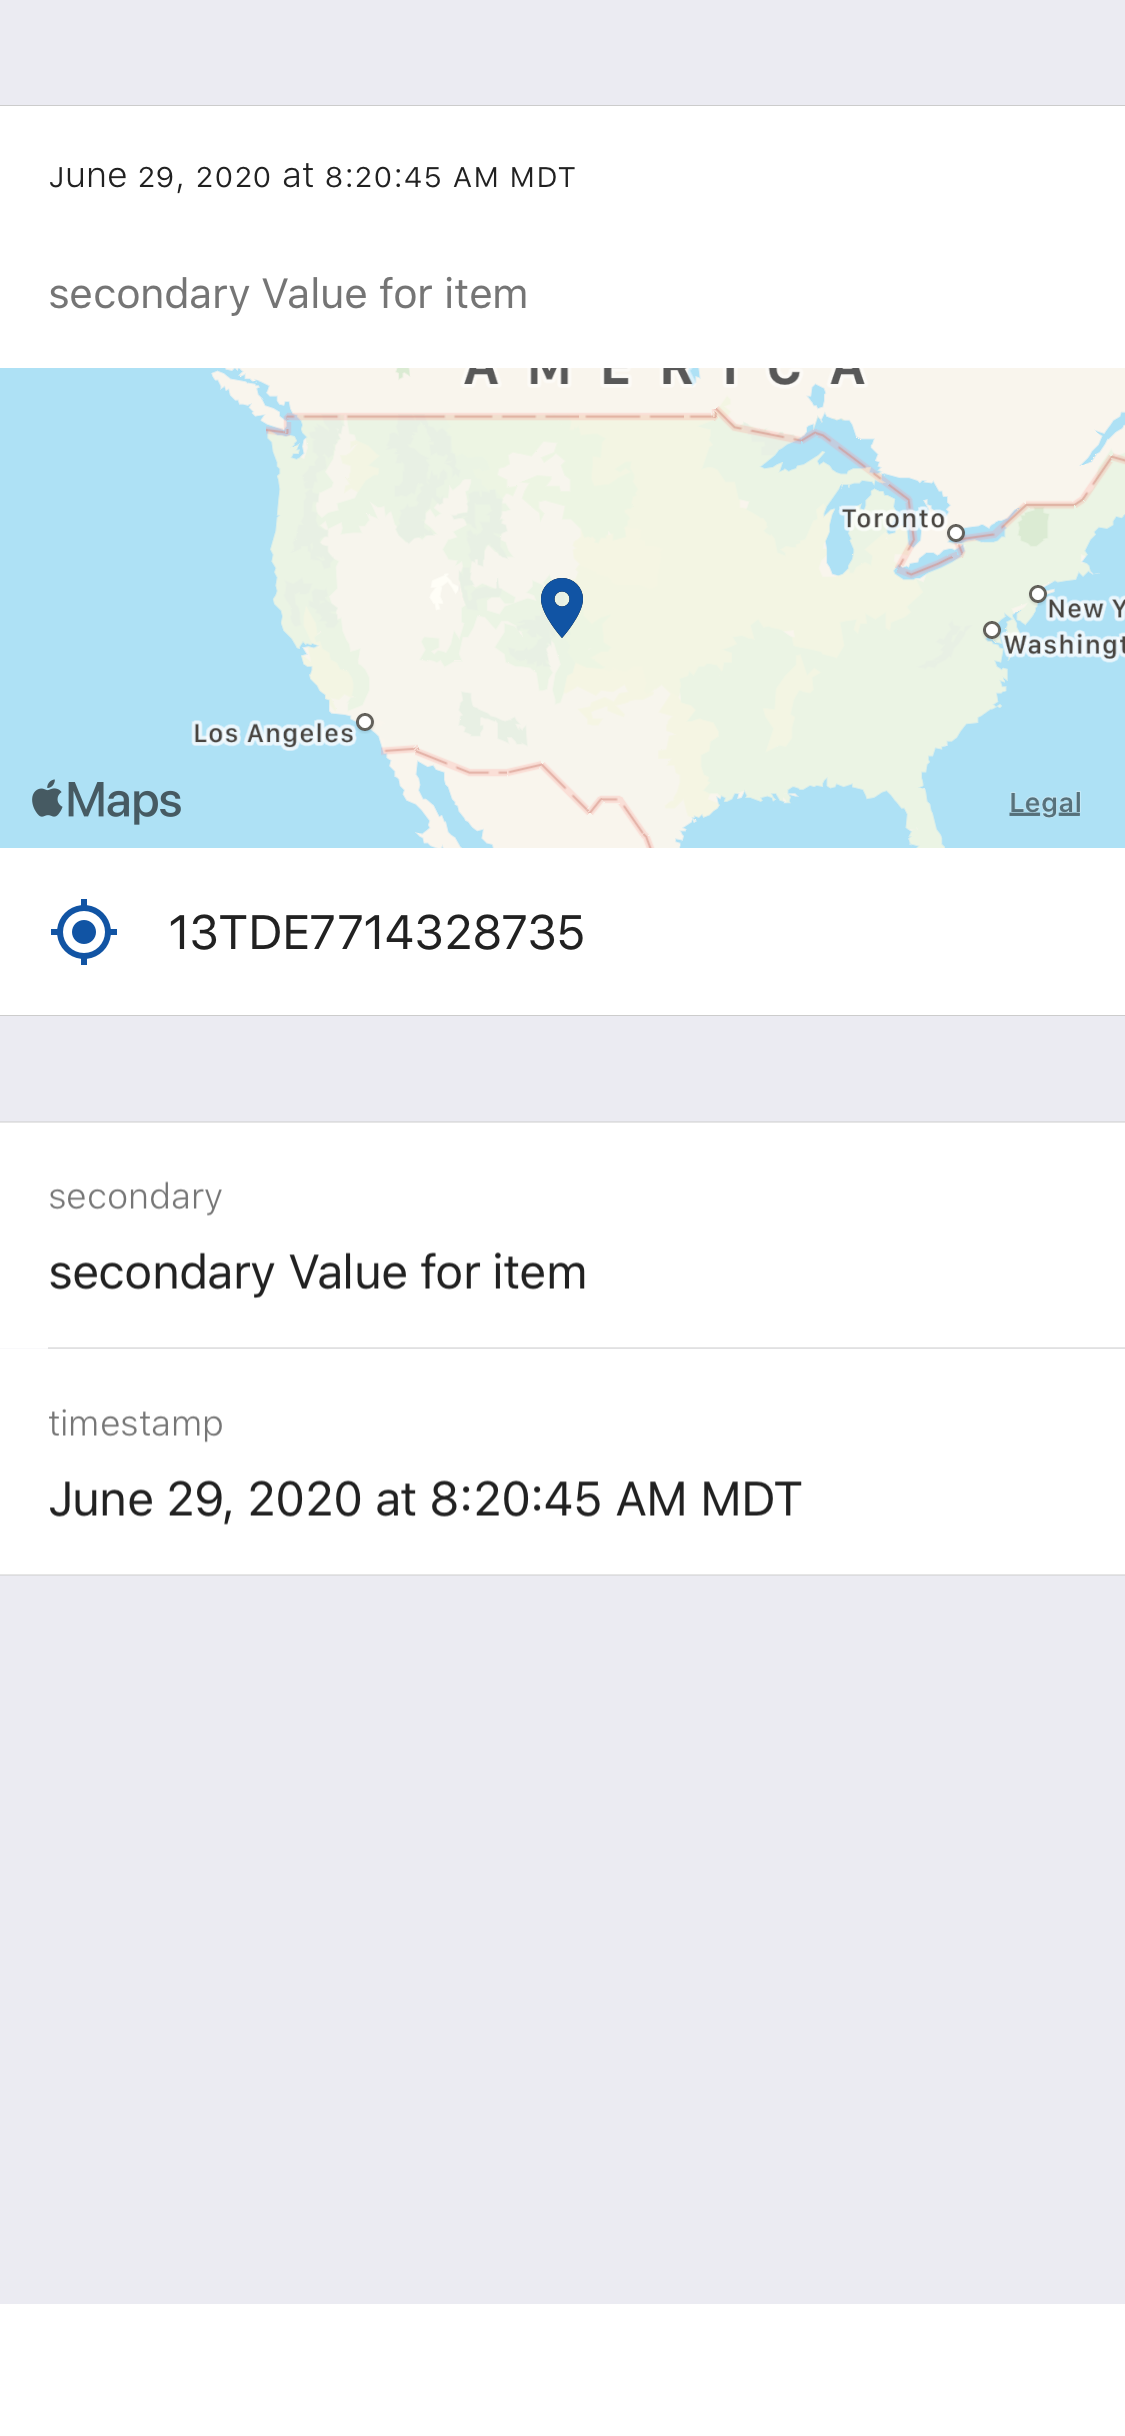 June 29, 2020 at 8:20:45 AM MDT
secondary Value for item
AMERICA
Toronto
New Y
Washingt
Los Angeles
Maps
Legal
13TDE7714328735
secondary
secondary Value for item
timestamp
June 29, 2020 at 8:20:45 AM MDT